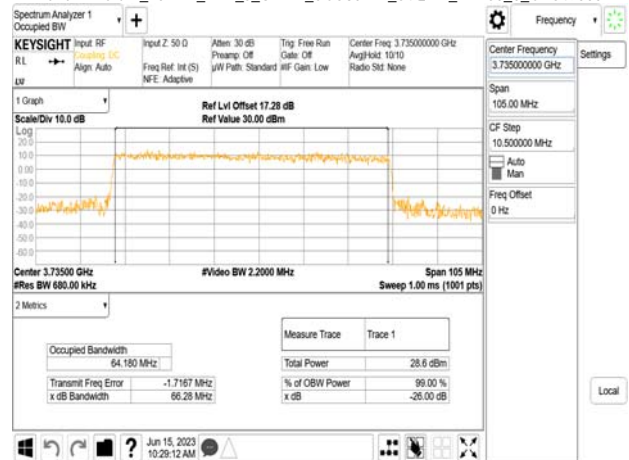 Spectrum Analyzer 1
Occupied BW
Frequency
KEYSIGHT
Input: RF
Coupling: DC
Align: Auto
RL
LV
Input Z: 50 Ω
Freq Ref: Int (S)
NFE: Adaptive
Atten: 30 dB
Preamp: Off
µW Path: Standard
Trig: Free Run
Gate: Off
#IF Gain: Low
Center Freq: 3.735000000 GHz
Avg|Hold: 10/10
Radio Std: None
Center Frequency
3.735000000 GHz
Settings
Span
105.00 MHz
CF Step
10.500000 MHz
Auto
Man
Freq Offset
0 Hz
1 Graph
Scale/Div 10.0 dB
Ref Lvl Offset 17.28 dB
Ref Value 30.00 dBm
Log
20.0
10.0
0.00
-10.0
-20.0
-30.0
-40.0
-50.0
-60.0
Center 3.73500 GHz
#Res BW 680.00 kHz
#Video BW 2.2000 MHz
Span 105 MHz
Sweep 1.00 ms (1001 pts)
2 Metrics
Measure Trace
Trace 1
Occupied Bandwidth
64.180 MHz
Total Power
28.6 dBm
Transmit Freq Error
-1.7167 MHz
% of OBW Power
99.00 %
x dB Bandwidth
66.28 MHz
x dB
-26.00 dB
Local
Jun 15, 2023
10:29:12 AM